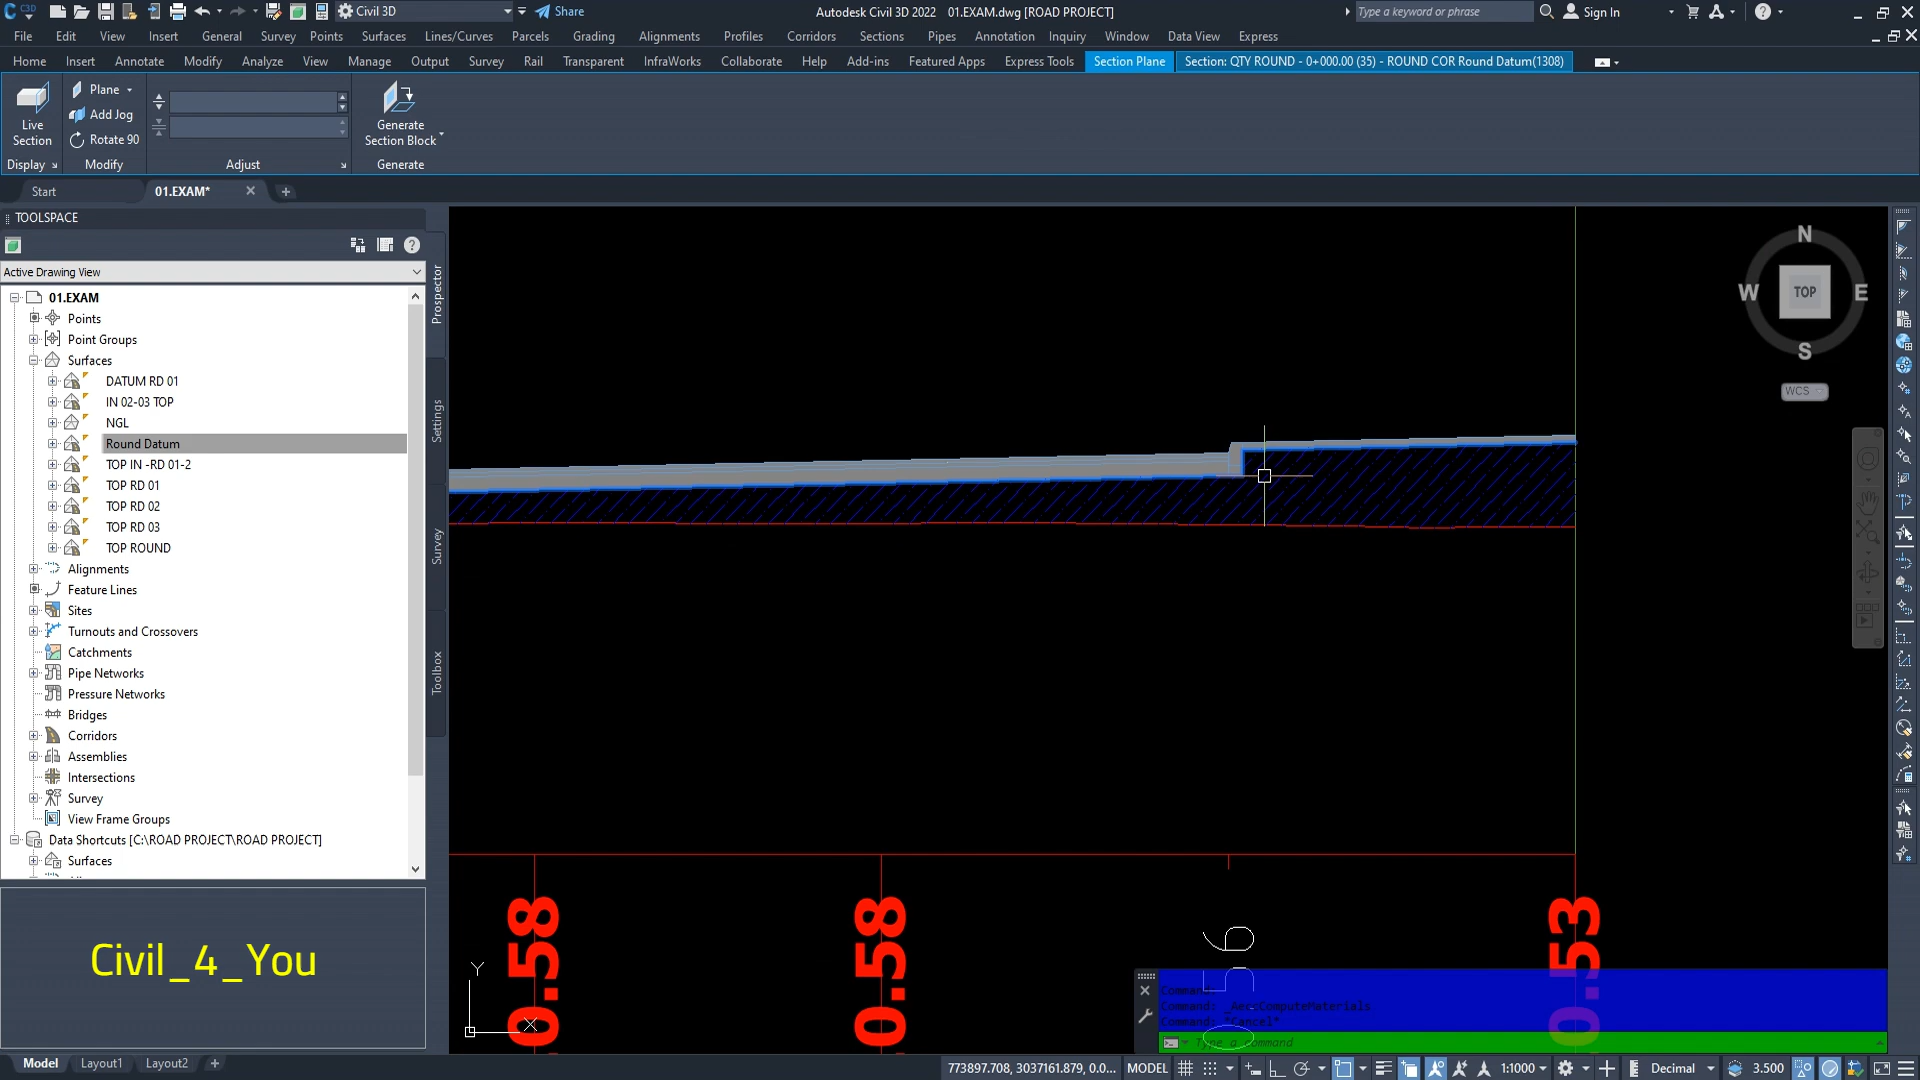 Civil 3D
Share
Autodesk Civil 3D 2022 01.EXAM.dwg [ROAD PROJECT]
Type a keyword or phrase
Sign In
File Edit View Insert General Survey Points Surfaces Lines/Curves Parcels Grading Alignments Profiles Corridors Sections Pipes Annotation Inquiry Window Data View Express
Home Insert Annotate Modify Analyze View Manage Output Survey Rail Transparent InfraWorks Collaborate Help Add-ins Featured Apps Express Tools Section Plane Section: QTY ROUND - 0+000.00 (35) - ROUND COR Round Datum(1308)
Live Section
Plane
Add Jog
Rotate 90
Generate Section Block
Display Modify Adjust Generate
Start 01.EXAM*
TOOLSPACE
Active Drawing View
01.EXAM
Points
Point Groups
Surfaces
DATUM RD 01
IN 02-03 TOP
NGL
Round Datum
TOP IN -RD 01-2
TOP RD 01
TOP RD 02
TOP RD 03
TOP ROUND
Alignments
Feature Lines
Sites
Turnouts and Crossovers
Catchments
Pipe Networks
Pressure Networks
Bridges
Corridors
Assemblies
Intersections
Survey
View Frame Groups
Data Shortcuts [C:\ROAD PROJECT\ROAD PROJECT]
Surfaces
Prospector
Settings
Survey
Toolbox
Civil_4_You
N
W TOP E
S
WCS
0.58
0.58
0.53
Y
X
Command:
Command: _AeccComputeMaterials
Command: *Cancel*
Type a command
Model Layout1 Layout2
773897.708, 3037161.879, 0.0... MODEL 1:1000 Decimal 3.500